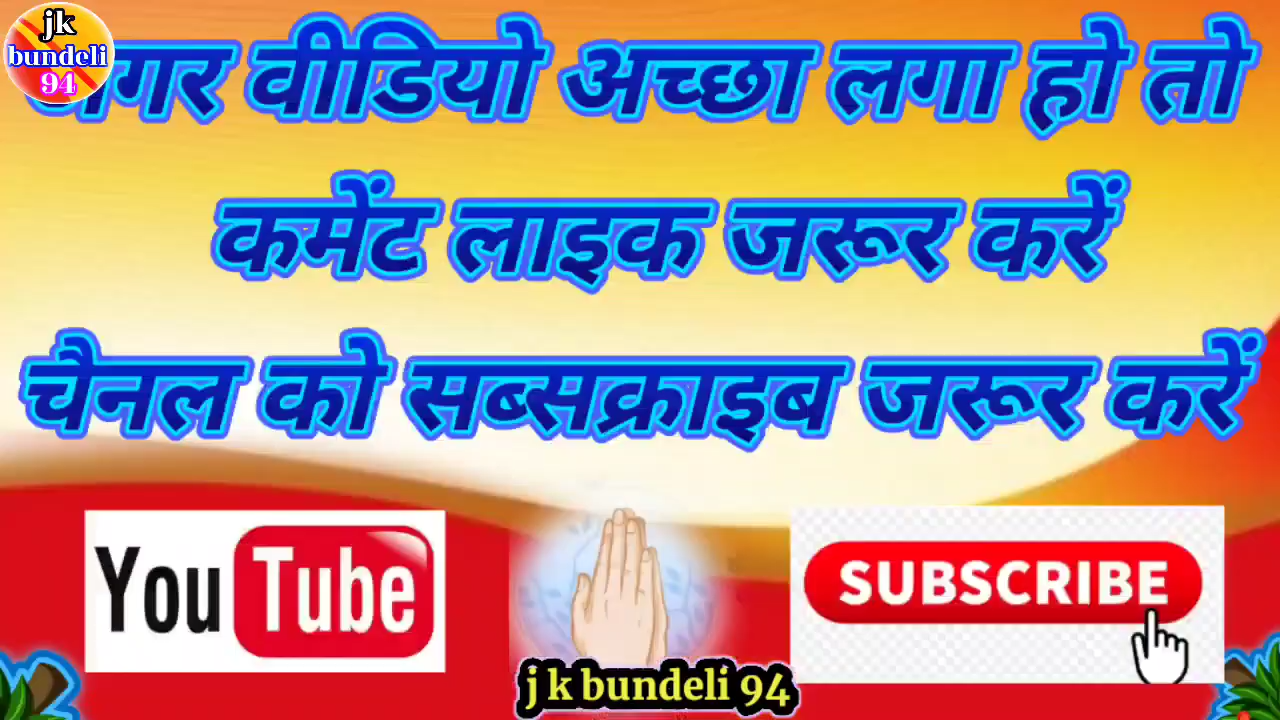 jk
bundeli
94
अगर वीडियो अच्छा लगा हो तो
कमेंट लाइक जरूर करें
चैनल को सब्सक्राइब जरूर करें
YouTube
SUBSCRIBE
j k bundeli 94